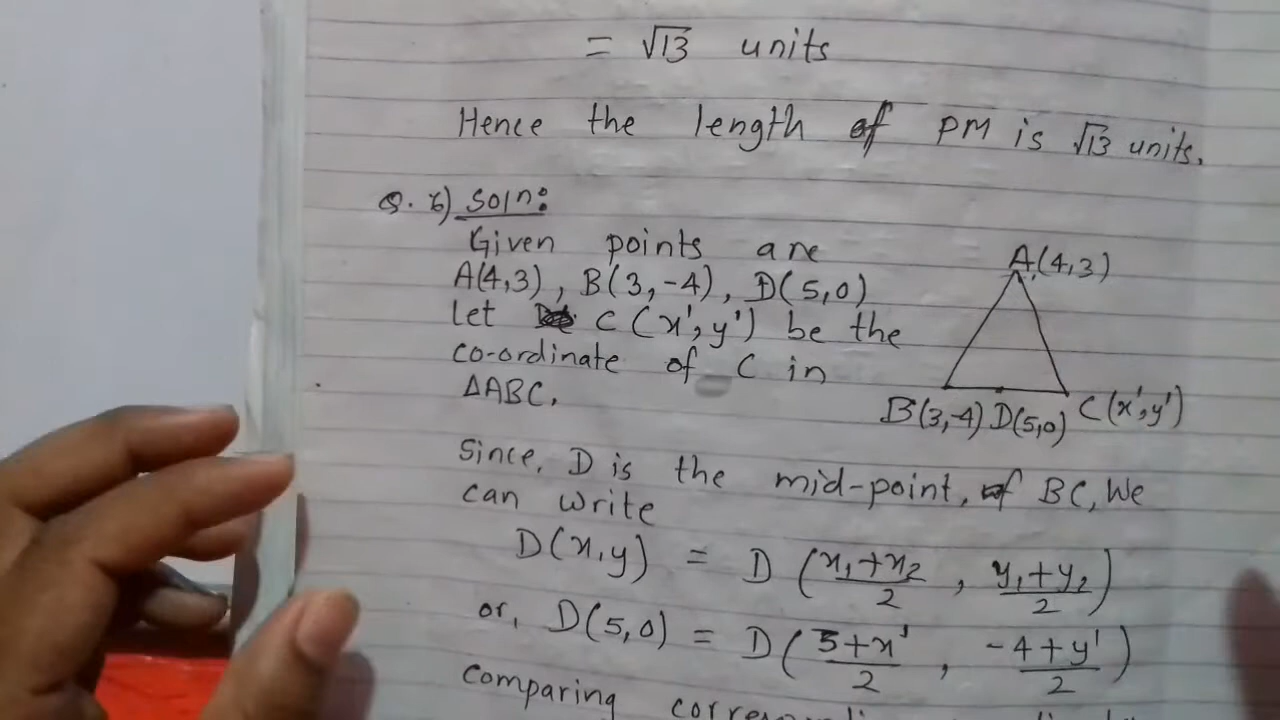 = √13 units
Hence the length of PM is √13 units.
Q. 6) Soln:
Given points are
A(4,3), B(3,-4), D(5,0)
Let C (x',y') be the
co-ordinate of C in
ΔABC.
A(4,3)
B(3,-4) D(5,0) C(x',y')
Since, D is the mid-point, of BC, We
can write
D(x,y) = D (x₁+x₂/2 , y₁+y₂/2)
or, D(5,0) = D(3+x'/2 , -4+y'/2)
comparing